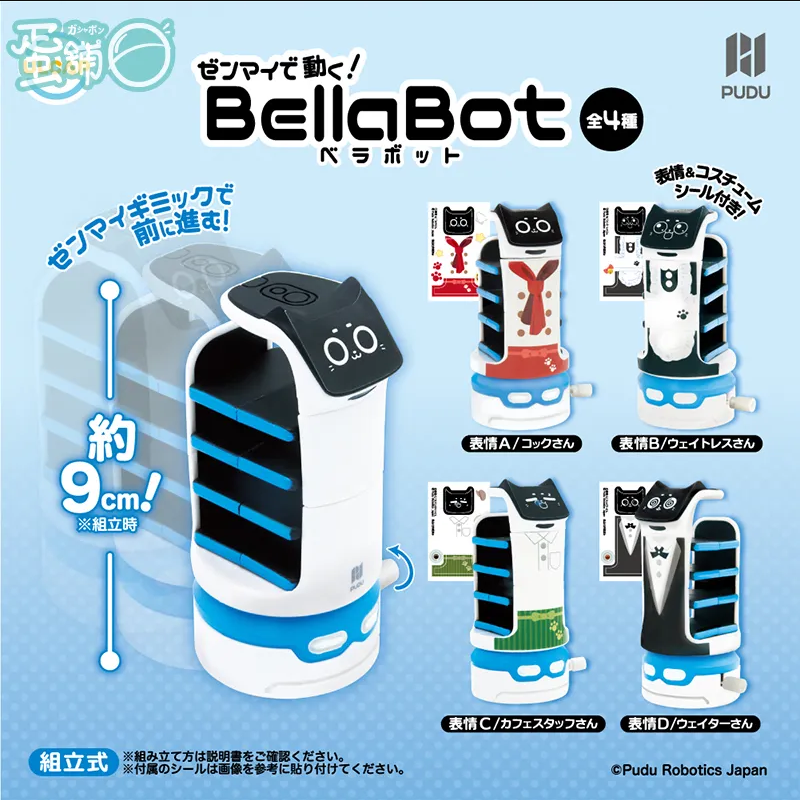 ガシャポン
蛋舖
ゼンマイで動く!
BellaBot
ベラボット
全4種
PUDU
ゼンマイギミックで
前に進む!
表情&コスチューム
シール付き!
約
9cm!
※組立時
PUDU
表情A/コックさん
表情B/ウェイトレスさん
表情C/カフェスタッフさん
表情D/ウェイターさん
組立式
※組み立て方は説明書をご確認ください。
※付属のシールは画像を参考に貼り付けてください。
©Pudu Robotics Japan